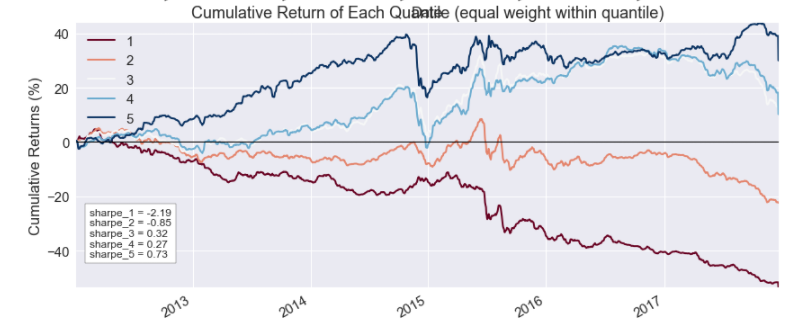 Cumulative Return of Each Quantile (equal weight within quantile)
Cumulative Returns (%)
40
20
0
−20
−40
1
2
3
4
5
sharpe_1 = -2.19
sharpe_2 = -0.85
sharpe_3 = 0.32
sharpe_4 = 0.27
sharpe_5 = 0.73
2013
2014
2015
2016
2017